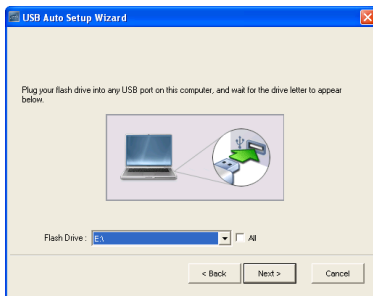 USB Auto Setup Wizard
Plug your flash drive into any USB port on this computer, and wait for the drive letter to appear
below.
Flash Drive : E:\ All
< Back Next > Cancel